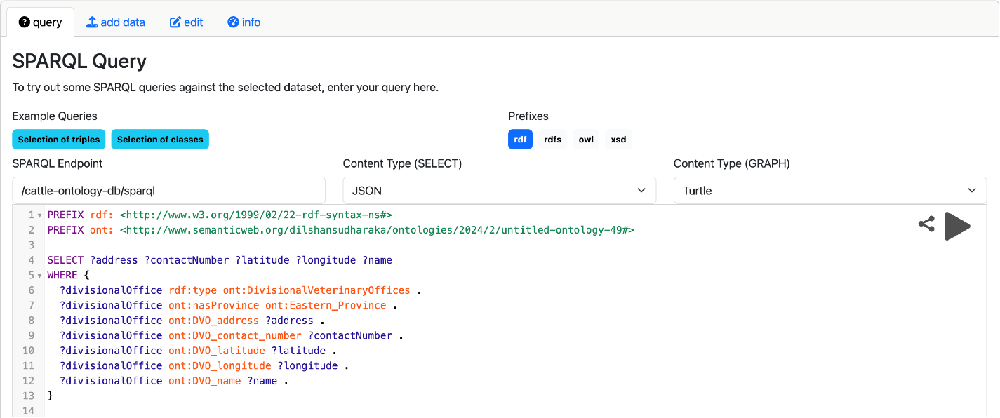 query add data edit info
SPARQL Query
To try out some SPARQL queries against the selected dataset, enter your query here.
Example Queries Prefixes
Selection of triples Selection of classes rdf rdfs owl xsd
SPARQL Endpoint Content Type (SELECT) Content Type (GRAPH)
/cattle-ontology-db/sparql JSON Turtle
1 PREFIX rdf: <http://www.w3.org/1999/02/22-rdf-syntax-ns#>
2 PREFIX ont: <http://www.semanticweb.org/dilshansudharaka/ontologies/2024/2/untitled-ontology-49#>
3
4 SELECT ?address ?contactNumber ?latitude ?longitude ?name
5 WHERE {
6 ?divisionalOffice rdf:type ont:DivisionalVeterinaryOffices .
7 ?divisionalOffice ont:hasProvince ont:Eastern_Province .
8 ?divisionalOffice ont:DVO_address ?address .
9 ?divisionalOffice ont:DVO_contact_number ?contactNumber .
10 ?divisionalOffice ont:DVO_latitude ?latitude .
11 ?divisionalOffice ont:DVO_longitude ?longitude .
12 ?divisionalOffice ont:DVO_name ?name .
13 }
14